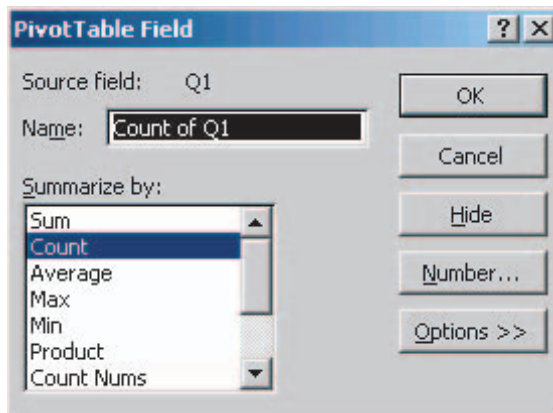 PivotTable Field
Source field: Q1
OK
Name: Count of Q1
Cancel
Summarize by:
Sum
Count
Average
Max
Min
Product
Count Nums
Hide
Number...
Options >>